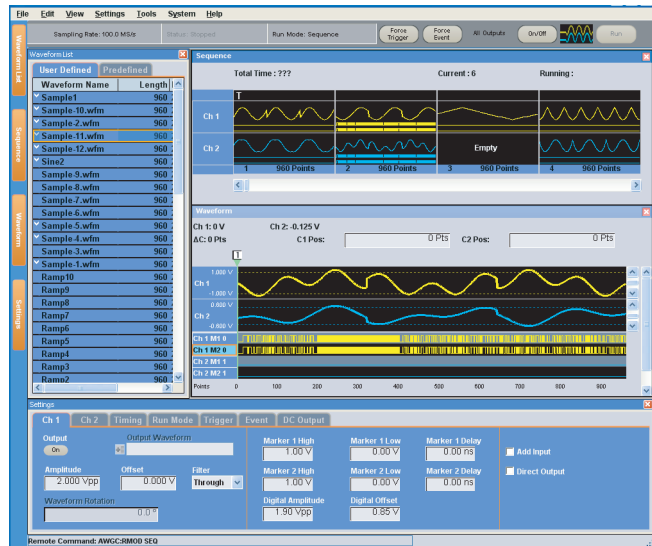 File Edit View Settings Tools System Help
Sampling Rate: 100.0 MS/s Status: Stopped Run Mode: Sequence Force Trigger Force Event All Outputs On/Off Run
Waveform List
Sequence
Waveform
Settings
Waveform List
User Defined Predefined
Waveform Name Length
Sample1 960
Sample-10.wfm 960
Sample-2.wfm 960
Sample-11.wfm 960
Sample-12.wfm 960
Sine2 960
Sample-9.wfm 960
Sample-8.wfm 960
Sample-7.wfm 960
Sample-6.wfm 960
Sample-5.wfm 960
Sample-4.wfm 960
Sample-3.wfm 960
Sample-1.wfm 960
Ramp10 960
Ramp9 960
Ramp8 960
Ramp7 960
Ramp6 960
Ramp5 960
Ramp4 960
Ramp3 960
Ramp2 960
Sequence
Total Time : ??? Current : 6 Running :
T
Ch 1
Ch 2 Empty
1 960 Points 2 960 Points 3 960 Points 4 960 Points
Waveform
Ch 1: 0 V Ch 2: -0.125 V
ΔC: 0 Pts C1 Pos: 0 Pts C2 Pos: 0 Pts
T
1.000 V
Ch 1
-1.000 V
0.600 V
Ch 2
-0.600 V
Ch 1 M1 0
Ch 1 M2 0
Ch 2 M1 1
Ch 2 M2 1
Points 0 100 200 300 400 500 600 700 800 900
Settings
Ch 1 Ch 2 Timing Run Mode Trigger Event DC Output
Output Output Waveform Marker 1 High Marker 1 Low Marker 1 Delay
On 1.00 V 0.00 V 0.00 ns Add Input
Amplitude Offset Filter Marker 2 High Marker 2 Low Marker 2 Delay Direct Output
2.000 Vpp 0.000 V Through 1.00 V 0.00 V 0.00 ns
Waveform Rotation Digital Amplitude Digital Offset
0.0 ° 1.90 Vpp 0.85 V
Remote Command: AWGC:RMOD SEQ